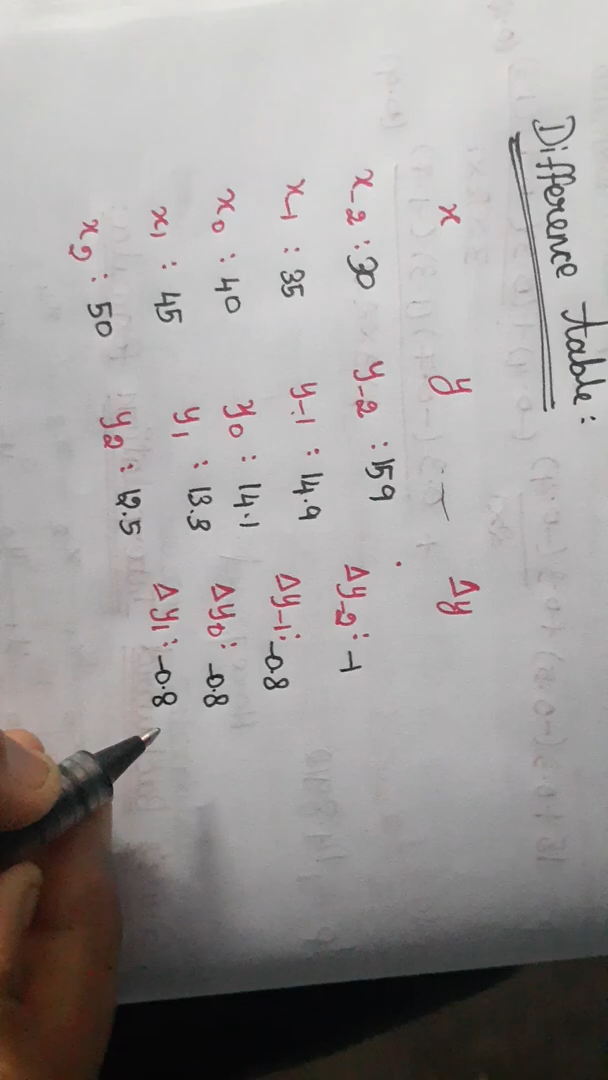 Difference table:
x y Δy
x-2 : 30 y-2 : 15.9 Δy-2 : -1
x-1 : 35 y-1 : 14.9 Δy-1 : -0.8
x0 : 40 y0 : 14.1 Δy0 : -0.8
x1 : 45 y1 : 13.3 Δy1 : -0.8
x2 : 50 y2 : 12.5